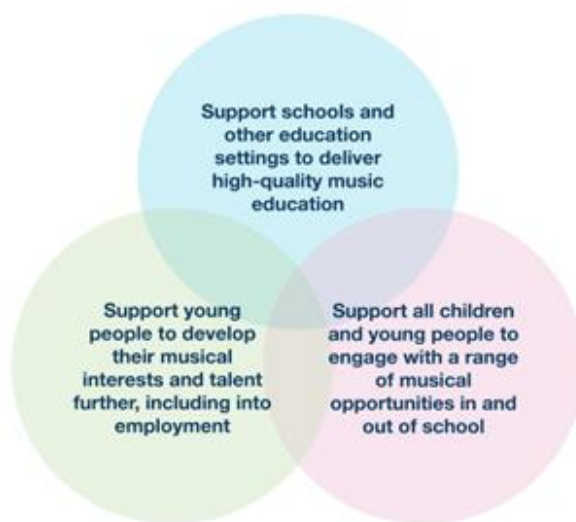 Support schools and
other education
settings to deliver
high-quality music
education
Support young
people to develop
their musical
interests and talent
further, including into
employment
Support all children
and young people to
engage with a range
of musical
opportunities in and
out of school